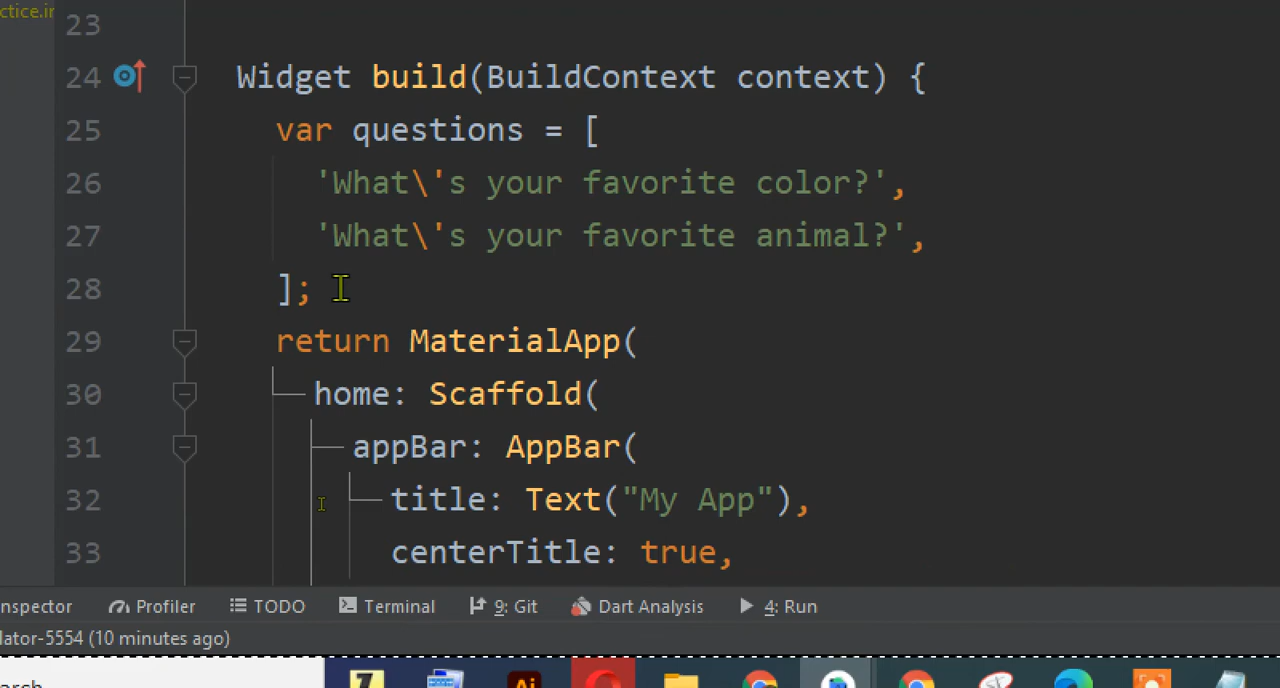 ctice.ir
23
24 Widget build(BuildContext context) {
25 var questions = [
26 'What\'s your favorite color?',
27 'What\'s your favorite animal?',
28 ];
29 return MaterialApp(
30 home: Scaffold(
31 appBar: AppBar(
32 title: Text("My App"),
33 centerTitle: true,
nspector Profiler TODO Terminal 9: Git Dart Analysis 4: Run
lator-5554 (10 minutes ago)
Ai